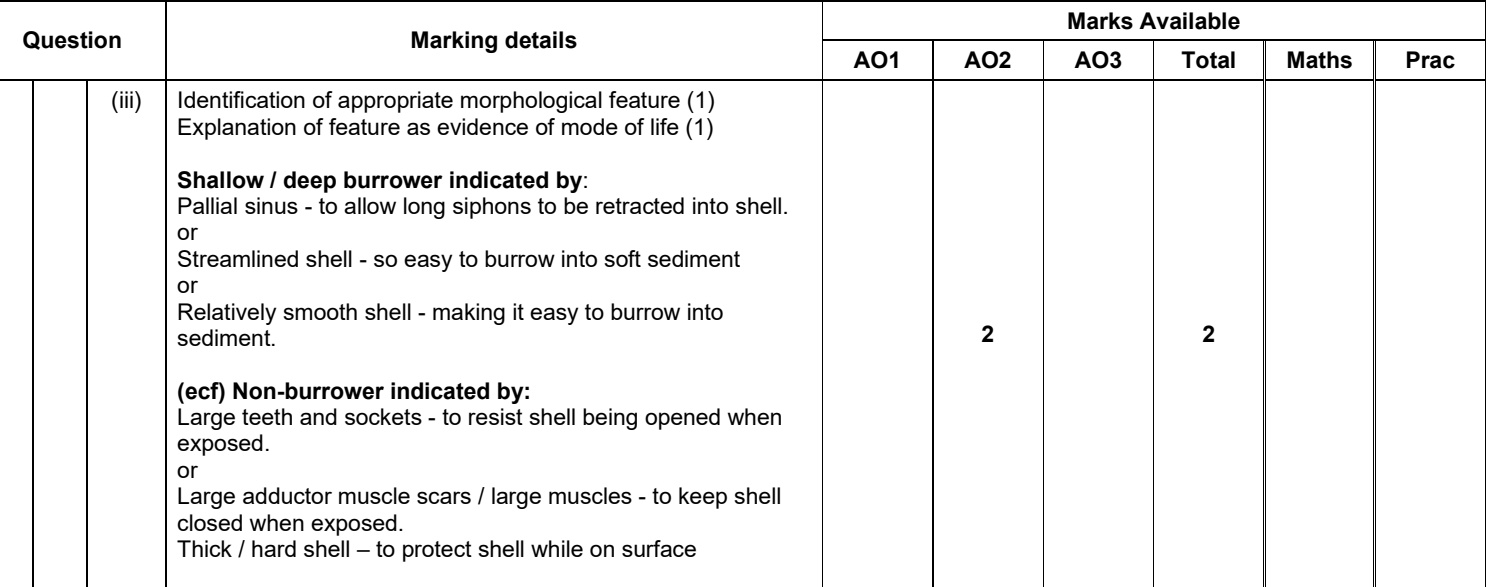 Question
Marking details
Marks Available
AO1 AO2 AO3 Total Maths Prac
(iii)
Identification of appropriate morphological feature (1)
Explanation of feature as evidence of mode of life (1)
Shallow / deep burrower indicated by:
Pallial sinus - to allow long siphons to be retracted into shell.
or
Streamlined shell - so easy to burrow into soft sediment
or
Relatively smooth shell - making it easy to burrow into
sediment.
(ecf) Non-burrower indicated by:
Large teeth and sockets - to resist shell being opened when
exposed.
or
Large adductor muscle scars / large muscles - to keep shell
closed when exposed.
Thick / hard shell – to protect shell while on surface
2 2